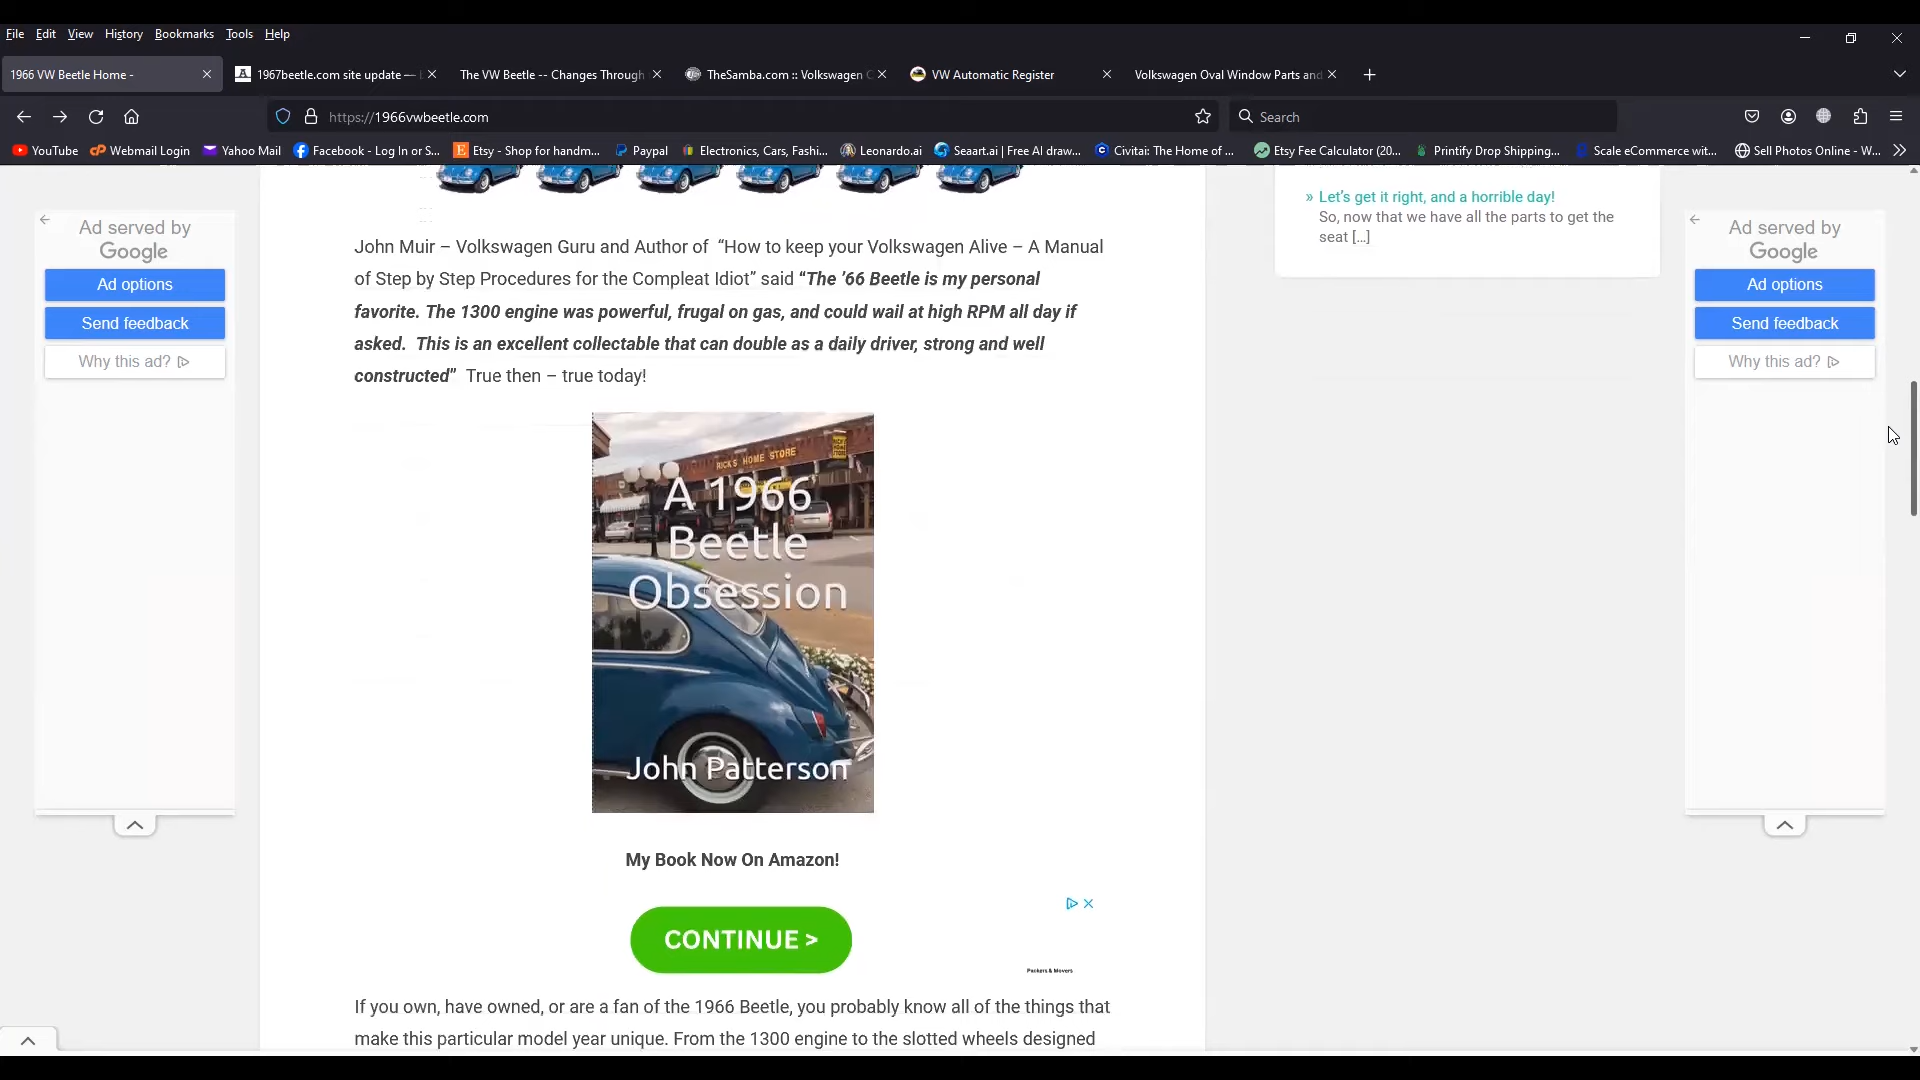 File Edit View History Bookmarks Tools Help
1966 VW Beetle Home -
1967beetle.com site update —
The VW Beetle -- Changes Through
TheSamba.com :: Volkswagen C
VW Automatic Register
Volkswagen Oval Window Parts and
https://1966vwbeetle.com
Search
YouTube
Webmail Login
Yahoo Mail
Facebook - Log In or S...
Etsy - Shop for handm...
Paypal
Electronics, Cars, Fashi...
Leonardo.ai
Seaart.ai | Free AI draw...
Civitai: The Home of ...
Etsy Fee Calculator (20...
Printify Drop Shipping...
Scale eCommerce wit...
Sell Photos Online - W...
Ad served by
Google
Ad options
Send feedback
Why this ad?
John Muir – Volkswagen Guru and Author of “How to keep your Volkswagen Alive – A Manual
of Step by Step Procedures for the Compleat Idiot” said “The ’66 Beetle is my personal
favorite. The 1300 engine was powerful, frugal on gas, and could wail at high RPM all day if
asked. This is an excellent collectable that can double as a daily driver, strong and well
constructed” True then – true today!
RICK'S HOME STORE
A 1966
Beetle
Obsession
John Patterson
My Book Now On Amazon!
CONTINUE >
Packers & Movers
If you own, have owned, or are a fan of the 1966 Beetle, you probably know all of the things that
make this particular model year unique. From the 1300 engine to the slotted wheels designed
» Let’s get it right, and a horrible day!
So, now that we have all the parts to get the
seat […]
Ad served by
Google
Ad options
Send feedback
Why this ad?